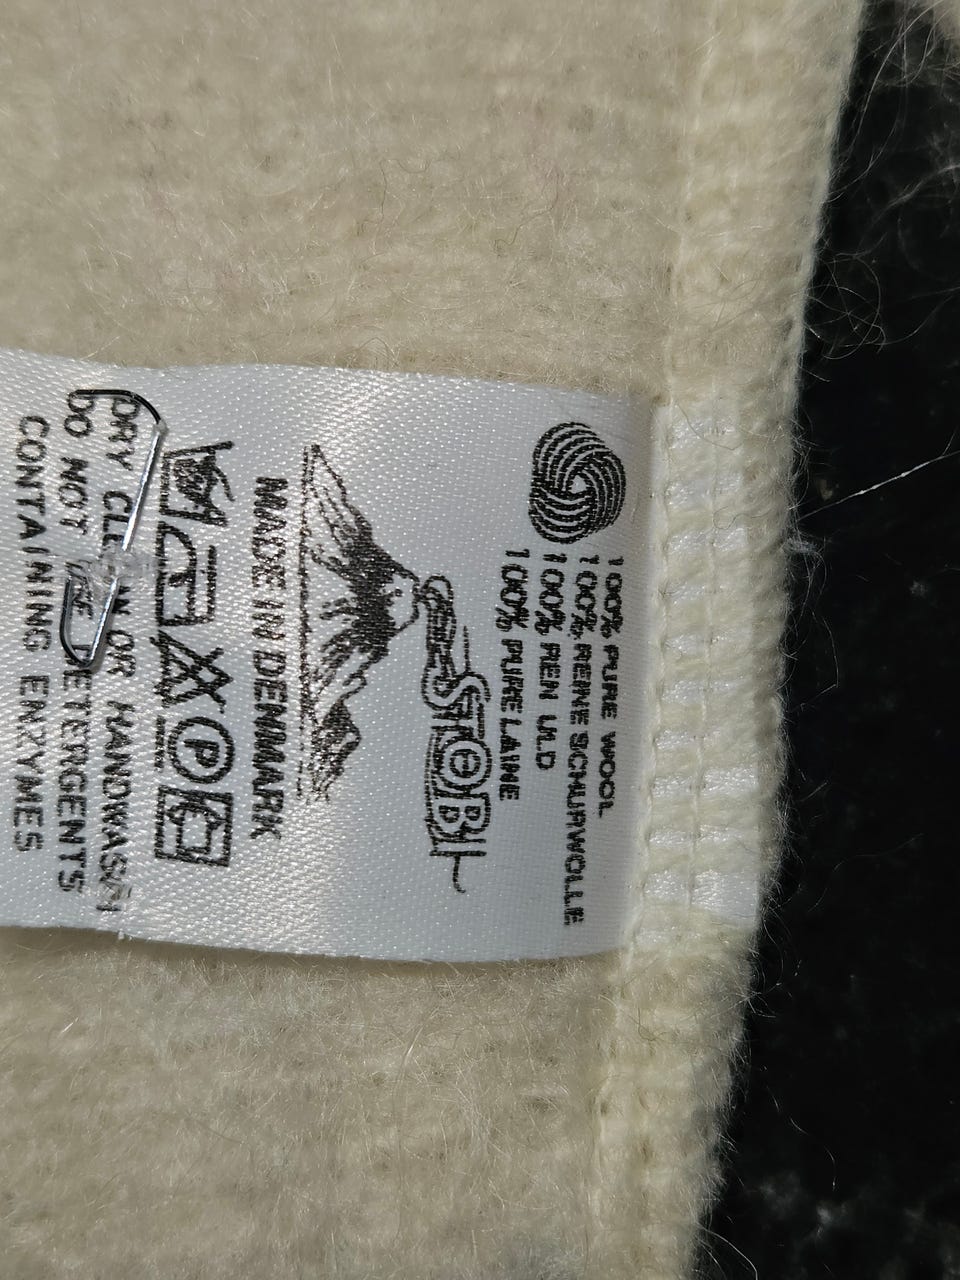 100% PURE WOOL
100% REINE SCHURWOLLE
100% REN ULD
100% PURE LAINE
STØBI
MADE IN DENMARK
P
DRY CLEAN OR HANDWASH
DO NOT USE DETERGENTS
CONTAINING ENZYMES